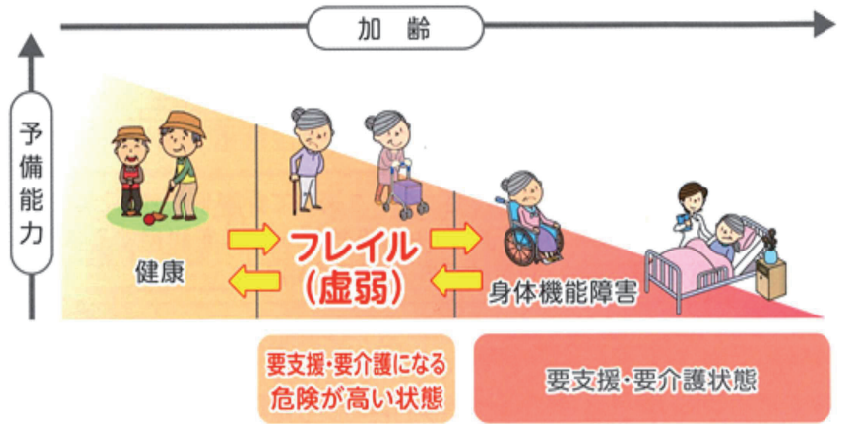 加 齢
予備能力
健康
フレイル
(虚弱)
身体機能障害
要支援・要介護になる
危険が高い状態
要支援・要介護状態